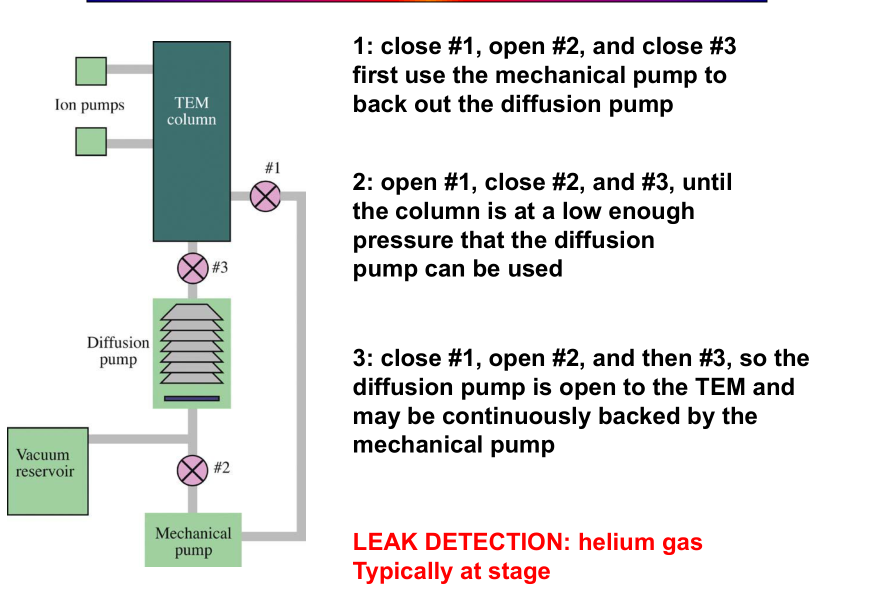 1: close #1, open #2, and close #3
first use the mechanical pump to
back out the diffusion pump
2: open #1, close #2, and #3, until
the column is at a low enough
pressure that the diffusion
pump can be used
3: close #1, open #2, and then #3, so the
diffusion pump is open to the TEM and
may be continuously backed by the
mechanical pump
LEAK DETECTION: helium gas
Typically at stage
Ion pumps
TEM
column
#1
#3
Diffusion
pump
Vacuum
reservoir
#2
Mechanical
pump